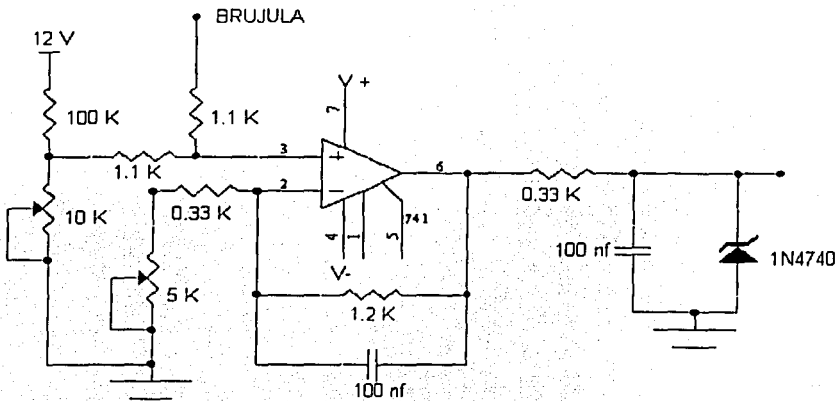 BRUJULA
12 V
V +
7
100 K
1.1 K
3
+
6
1.1 K
2
−
0.33 K
0.33 K
10 K
741
4
1
5
100 nf
1N4740
V-
5 K
1.2 K
100 nf